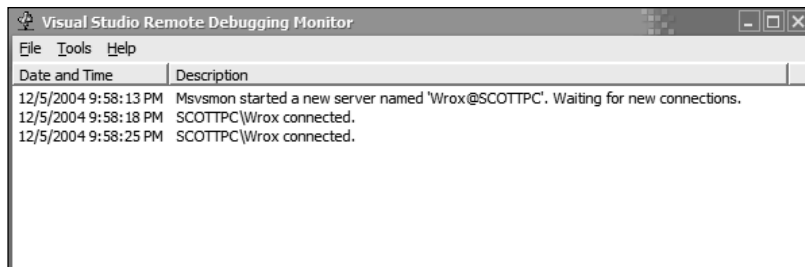 Visual Studio Remote Debugging Monitor
File Tools Help
Date and Time Description
12/5/2004 9:58:13 PM Msvsmon started a new server named 'Wrox@SCOTTPC'. Waiting for new connections.
12/5/2004 9:58:18 PM SCOTTPC\Wrox connected.
12/5/2004 9:58:25 PM SCOTTPC\Wrox connected.